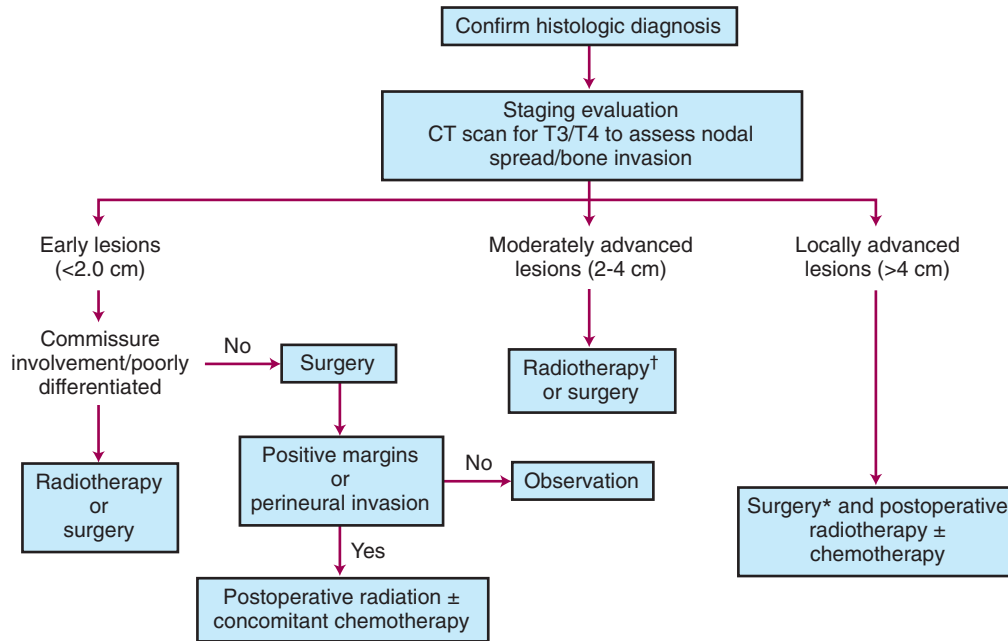 Confirm histologic diagnosis
Staging evaluation
CT scan for T3/T4 to assess nodal
spread/bone invasion
Early lesions
(<2.0 cm)
Moderately advanced
lesions (2-4 cm)
Locally advanced
lesions (>4 cm)
Commissure
involvement/poorly
differentiated
No
Surgery
Radiotherapy†
or surgery
Radiotherapy
or
surgery
Positive margins
or
perineural invasion
No
Observation
Surgery* and postoperative
radiotherapy ±
chemotherapy
Yes
Postoperative radiation ±
concomitant chemotherapy